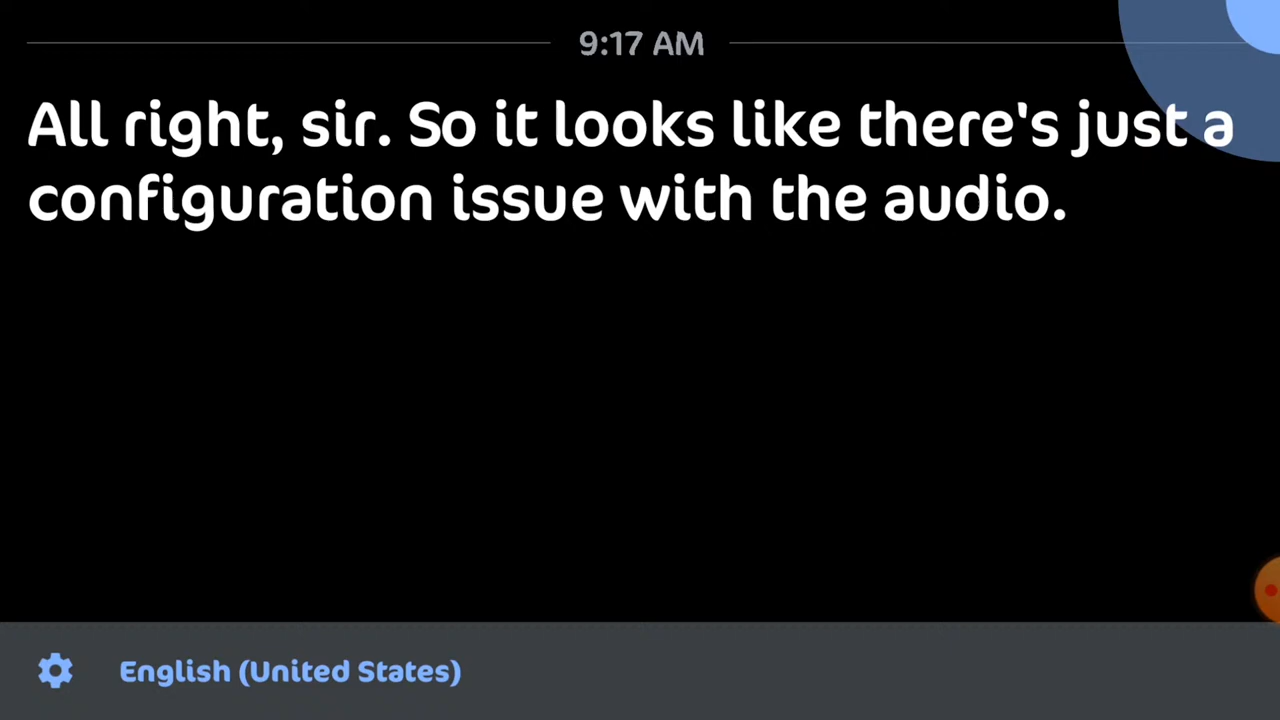 9:17 AM
All right, sir. So it looks like there's just a
configuration issue with the audio.
English (United States)